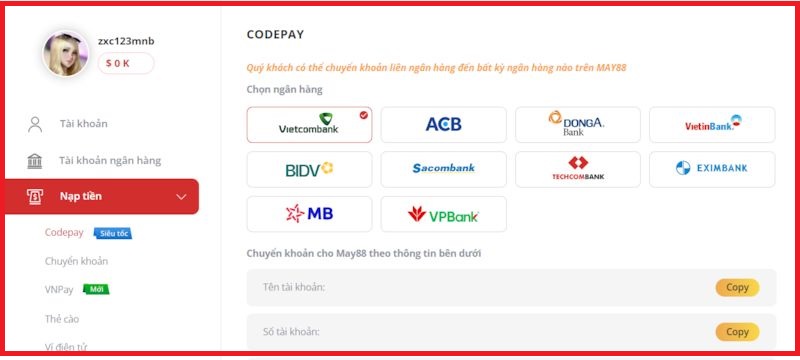 zxc123mnb
$ 0 K
Tài khoản
Tài khoản ngân hàng
Nạp tiền
Codepay Siêu tốc
Chuyển khoản
VNPay Mới
Thẻ cào
Ví điện tử
CODEPAY
Quý khách có thể chuyển khoản liên ngân hàng đến bất kỳ ngân hàng nào trên MAY88
Chọn ngân hàng
Vietcombank
ACB
DONGA Bank
VietinBank
BIDV
Sacombank
TECHCOMBANK
EXIMBANK
MB
VPBank
Chuyển khoản cho May88 theo thông tin bên dưới
Tên tài khoản: Copy
Số tài khoản: Copy